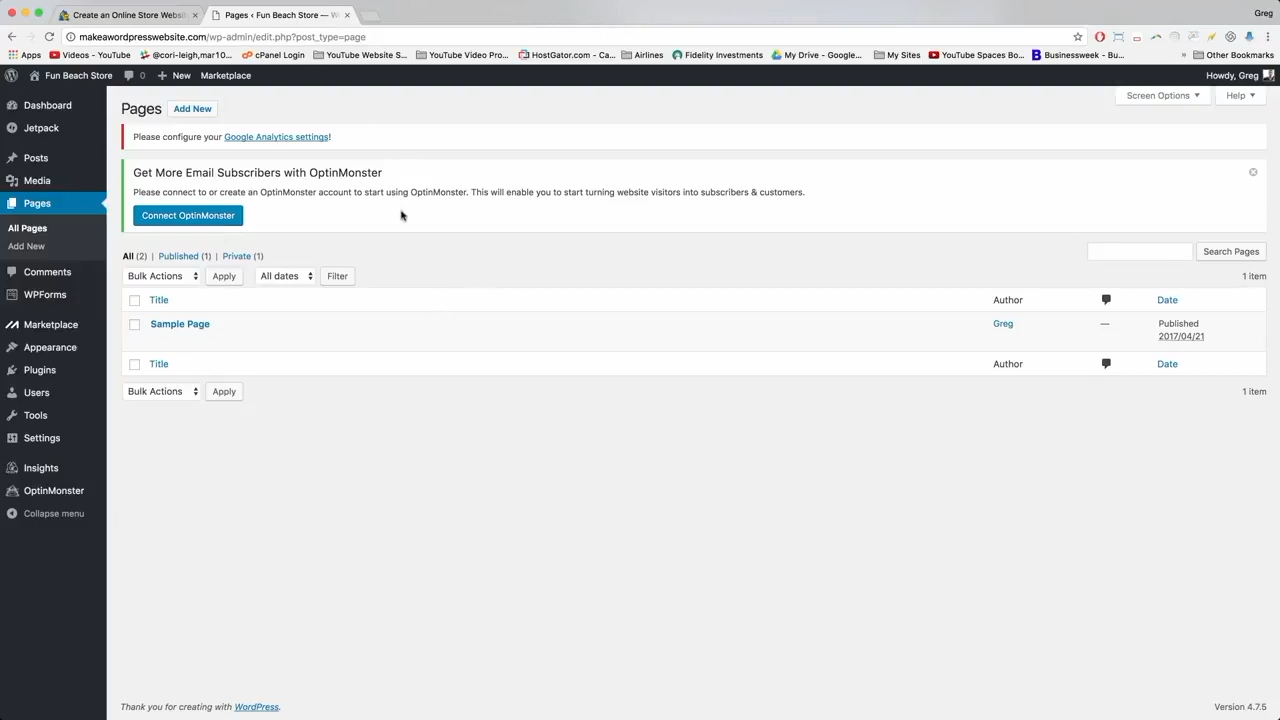 Create an Online Store Websit
Pages ‹ Fun Beach Store — W
Greg
makeawordpresswebsite.com/wp-admin/edit.php?post_type=page
Apps
Videos - YouTube
@cori-leigh,mar10...
cPanel Login
YouTube Website S...
YouTube Video Pro...
HostGator.com - Ca...
Airlines
Fidelity Investments
My Drive - Google...
My Sites
YouTube Spaces Bo...
Businessweek - Bu...
»
Other Bookmarks
Fun Beach Store
0
New
Marketplace
Howdy, Greg
Dashboard
Jetpack
Posts
Media
Pages
All Pages
Add New
Comments
WPForms
Marketplace
Appearance
Plugins
Users
Tools
Settings
Insights
OptinMonster
Collapse menu
Pages
Add New
Screen Options
Help
Please configure your Google Analytics settings!
Get More Email Subscribers with OptinMonster
Please connect to or create an OptinMonster account to start using OptinMonster. This will enable you to start turning website visitors into subscribers & customers.
Connect OptinMonster
All (2) | Published (1) | Private (1)
Search Pages
Bulk Actions
Apply
All dates
Filter
1 item
Title
Author
Date
Sample Page
Greg
—
Published
2017/04/21
Title
Author
Date
Bulk Actions
Apply
1 item
Thank you for creating with WordPress.
Version 4.7.5